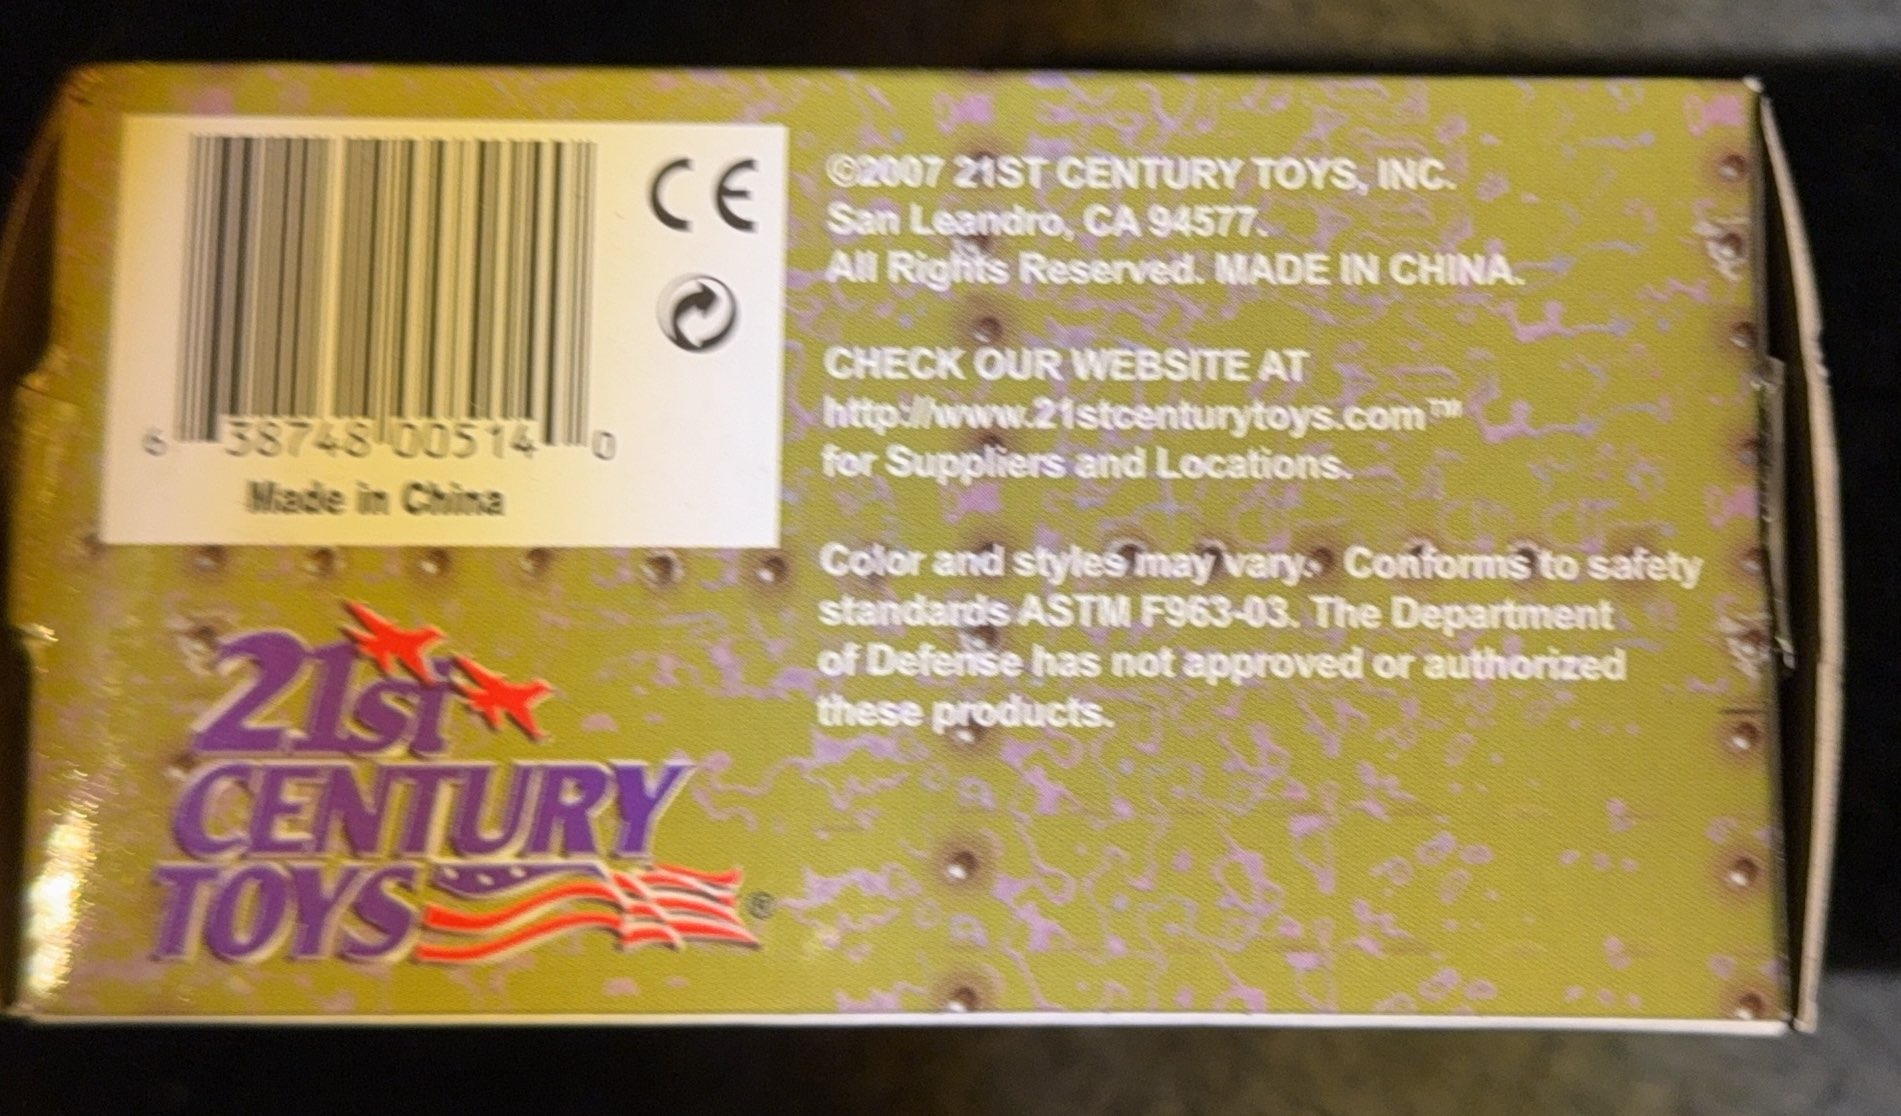 6 38748 00514 0
Made in China
CE
©2007 21ST CENTURY TOYS, INC.
San Leandro, CA 94577.
All Rights Reserved. MADE IN CHINA.
CHECK OUR WEBSITE AT
http://www.21stcenturytoys.com™
for Suppliers and Locations.
Color and styles may vary. Conforms to safety
standards ASTM F963-03. The Department
of Defense has not approved or authorized
these products.
21ST
CENTURY
TOYS®